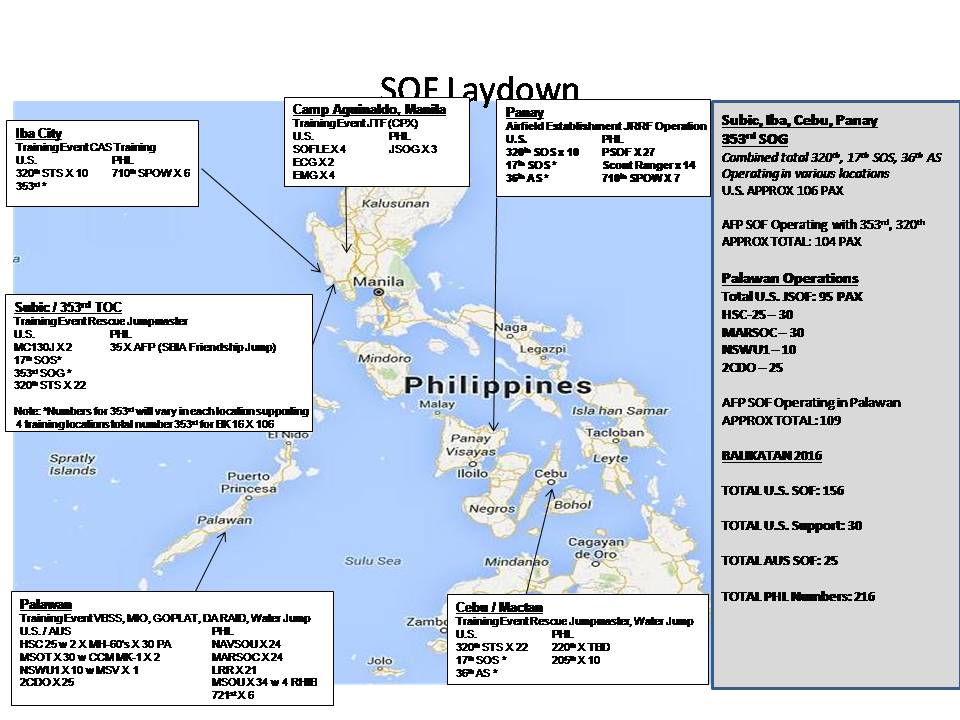 SOF Laydown
Iba City
Training Event CAS Training
U.S. PHL
320th STS X 10 710th SPOW X 6
353rd *
Camp Aguinaldo, Manila
Training Event JTF (CPX)
U.S. PHL
SOFLE X 4 JSOG X 3
ECG X 2
EMG X 4
Panay
Airfield Establishment JRRF Operation
U.S. PHL
320th SOS x 10 PSOF X 27
17th SOS * Scout Ranger x 14
36th AS * 710th SPOW X 7
Subic / 353rd TOC
Training Event Rescue Jumpmaster
U.S. PHL
MC130J X 2 35 X AFP (SBIA Friendship Jump)
17th SOS*
353rd SOG *
320th STS X 22
Note: *Numbers for 353rd will vary in each location supporting
4 training locations total number 353rd for BK 16 X 106
Palawan
Training Event VBSS, MIO, GOPLAT, DA RAID, Water Jump
U.S. / AUS PHL
HSC 25 w 2 X MH-60's X 30 PA NAVSOU X 24
MSOT X 30 w CCM MK-1 X 2 MARSOC X 24
NSWU1 X 10 w MSV X 1 LRR X 21
2CDO X 25 MSOU X 34 w 4 RHIB
721st X 6
Cebu / Mactan
Training Event Rescue Jumpmaster, Water Jump
U.S. PHL
320th STS X 22 220th X TBD
17th SOS * 205th X 10
36th AS *
Subic, Iba, Cebu, Panay
353rd SOG
Combined total 320th, 17th SOS, 36th AS
Operating in various locations
U.S. APPROX 106 PAX
AFP SOF Operating with 353rd, 320th
APPROX TOTAL: 104 PAX
Palawan Operations
Total U.S. JSOF: 95 PAX
HSC-25 – 30
MARSOC – 30
NSWU1 – 10
2CDO – 25
AFP SOF Operating in Palawan
APPROX TOTAL: 109
BALIKATAN 2016
TOTAL U.S. SOF: 156
TOTAL U.S. Support: 30
TOTAL AUS SOF: 25
TOTAL PHL Numbers: 216
Kalusunan
Manila
Naga
Legazpi
Mindoro
Philippines
Malay
Isla han Samar
Panay
Visayas
Iloilo
Tacloban
Leyte
Cebu
Bohol
Negros
El Nido
Spratly
Islands
Puerto
Princesa
Palawan
Sulu Sea
Cagayan
de Oro
Mindanao
Jolo